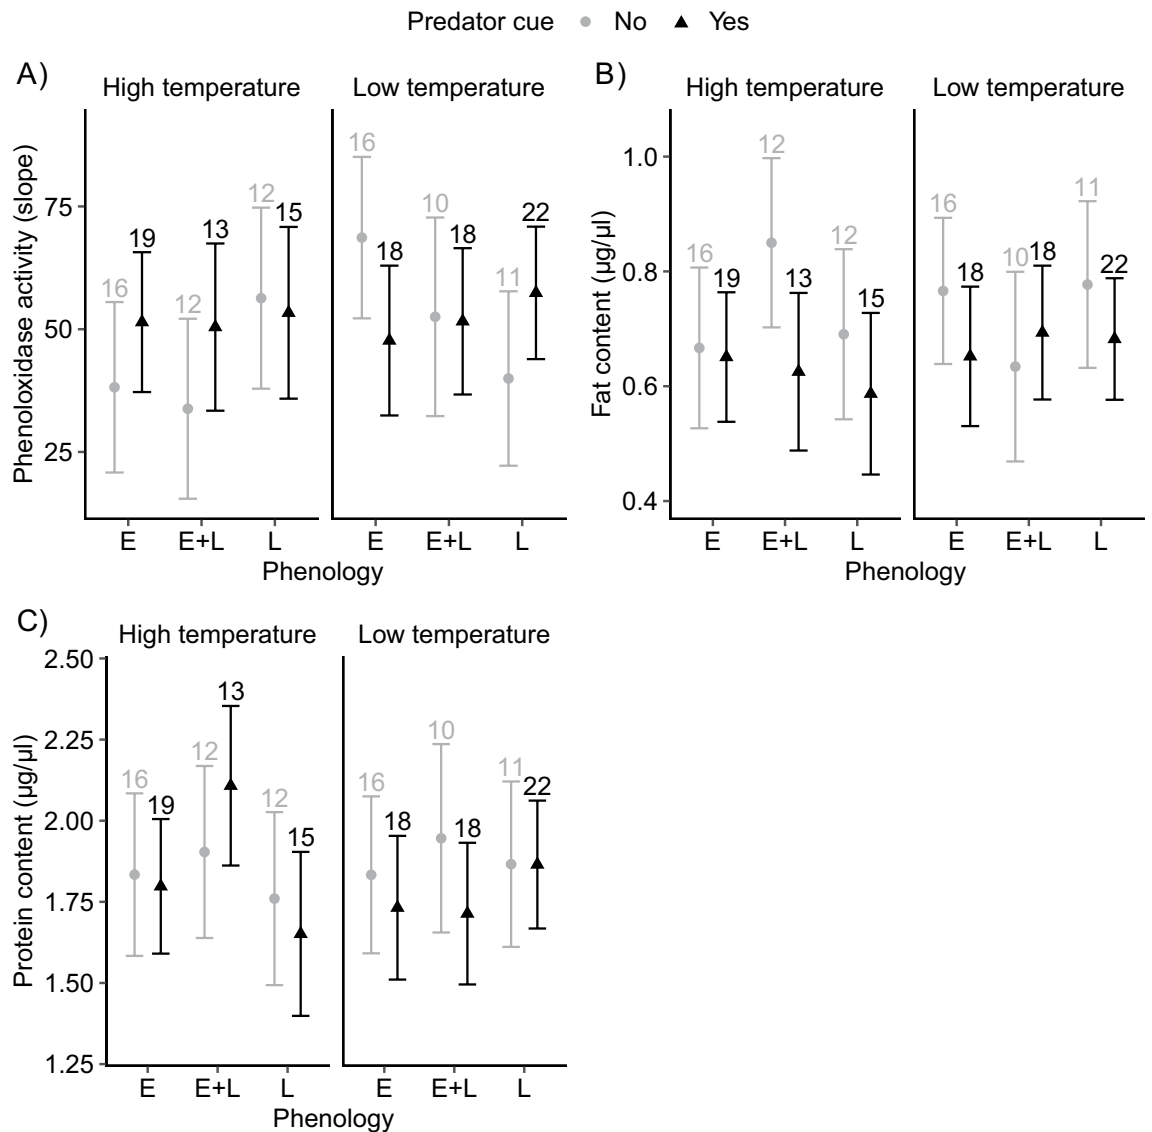 Predator cue No Yes
A)
High temperature Low temperature
Phenoloxidase activity (slope)
75
50
25
16 19 12 13 12 15
16 18 10 18 11 22
E E+L L E E+L L
Phenology
B)
High temperature Low temperature
Fat content (µg/µl)
1.0
0.8
0.6
0.4
16 19 12 13 12 15
16 18 10 18 11 22
E E+L L E E+L L
Phenology
C)
High temperature Low temperature
Protein content (µg/µl)
2.50
2.25
2.00
1.75
1.50
1.25
16 19 12 13 12 15
16 18 10 18 11 22
E E+L L E E+L L
Phenology